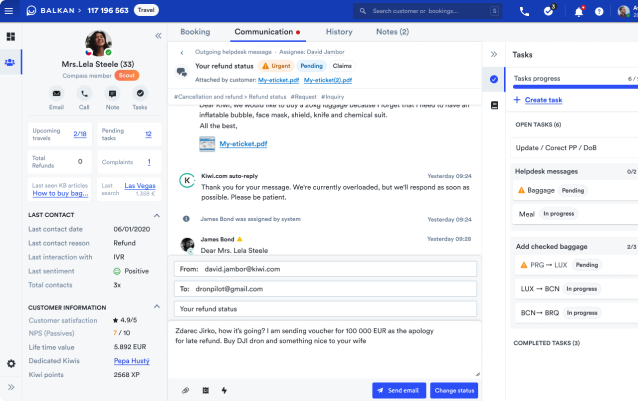 BALKAN > 117 196 563 Travel
Search customer or bookings... S
3
Mrs.Lela Steele (33)
Compass member Scout
Email Call Note Tasks
Upcoming travels 2/18
Pending tasks 12
Total Refunds 0
Complaints 1
Last seen KB articles
How to buy bag...
Last search Las Vegas
1,358 €
LAST CONTACT
Last contact date 06/01/2020
Last contact reason Refund
Last interaction with IVR
Last sentiment Positive
Total contacts 3x
CUSTOMER INFORMATION
Customer satisfaction ★ 4.9/5
NPS (Passives) 7 / 10
Life time value 5.892 EUR
Dedicated Kiwis Pepa Hustý
Kiwi points 2568 XP
Booking Communication History Notes (2)
Outgoing helpdesk message · Assignee: David Jambor
Your refund status Urgent Pending Claims
Attached by customer: My-eticket.pdf My-eticket(2).pdf
#Cancellation and refund > Refund status #Request #Inquiry
Dear Kiwi, we would like to buy a 20kg luggage because I forgot that I need to have an
inflatable bubble, face mask, shield, knife and chemical suit.
All the best,
My-eticket.pdf
K
Kiwi.com auto-reply Yesterday 09:24
Thank you for your message. We're currently overloaded, but we'll respond as soon as
possible. Please be patient.
James Bond was assigned by system Yesterday 09:24
James Bond Yesterday 09:28
Dear Mrs. Lela Steele
From: david.jambor@kiwi.com
To: dronpilot@gmail.com
Your refund status
Zdarec Jirko, how it's going? I am sending voucher for 100 000 EUR as the apology
for late refund. Buy DJI dron and something nice to your wife
Send email Change status
Tasks
Tasks progress 6 /
+ Create task
OPEN TASKS (6)
Update / Corect PP / DoB
Helpdesk messages 0/2
Baggage Pending
Meal In progress
Add checked baggage 2/3
PRG → LUX Pending
LUX → BCN In progress
BCN → BRQ In progress
COMPLETED TASKS (3)